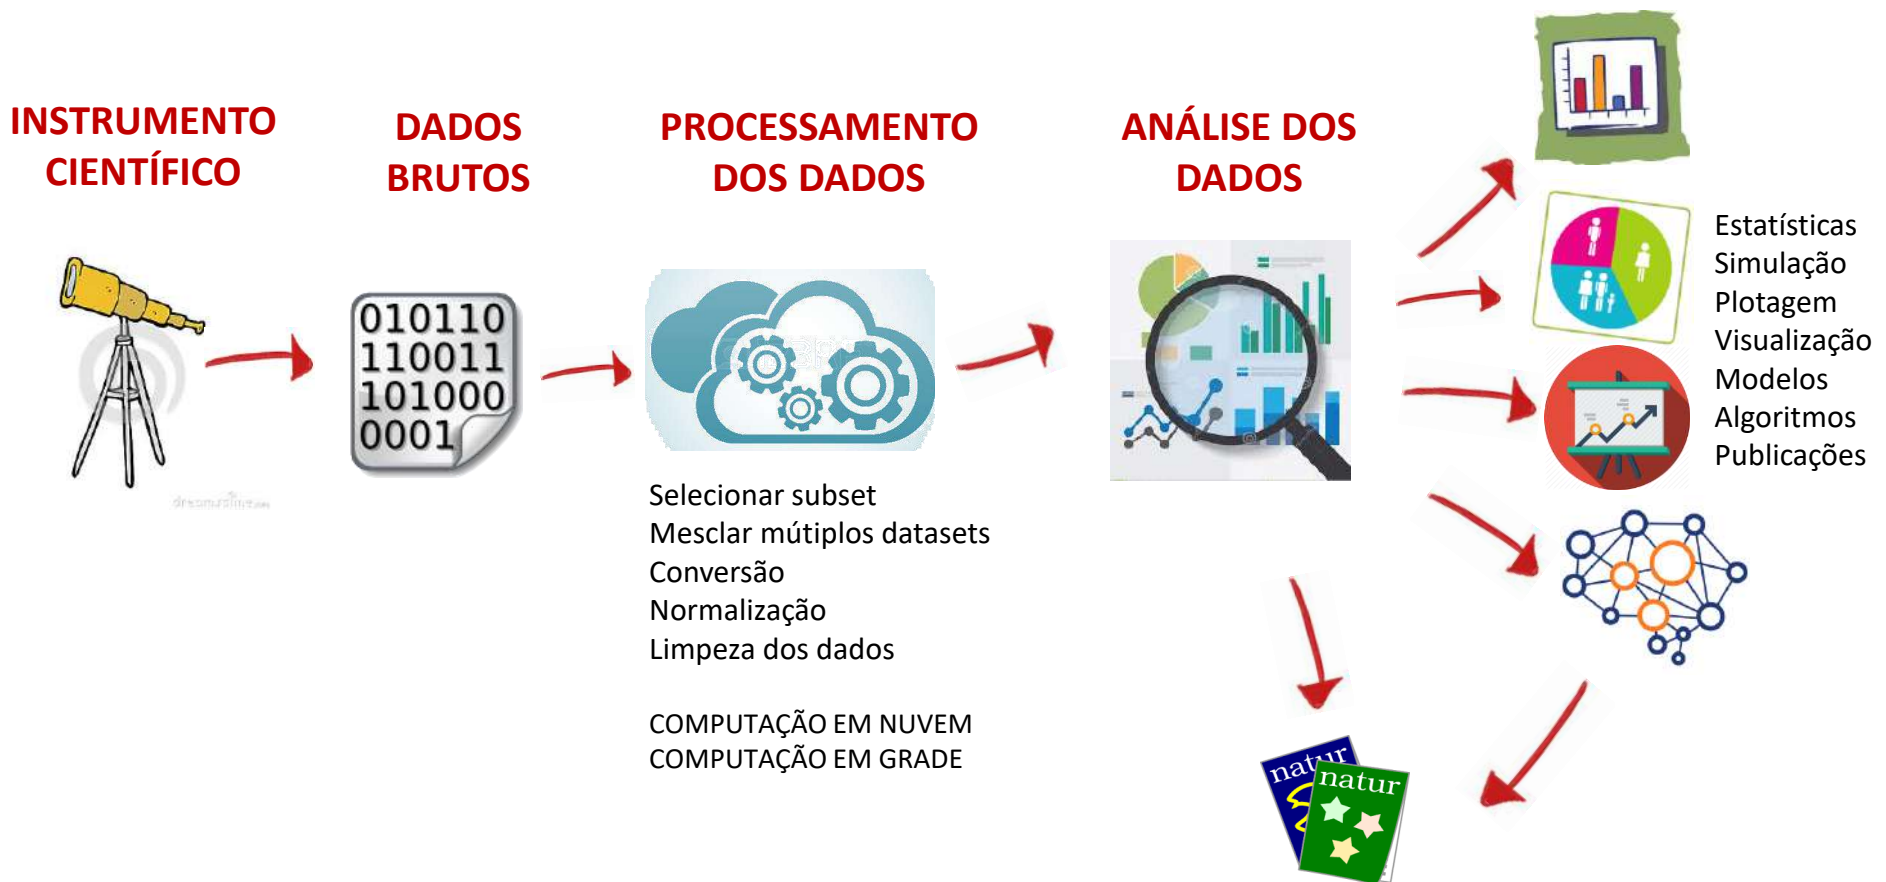 INSTRUMENTO
CIENTÍFICO
DADOS
BRUTOS
PROCESSAMENTO
DOS DADOS
ANÁLISE DOS
DADOS
010110
110011
101000
0001
Selecionar subset
Mesclar mútiplos datasets
Conversão
Normalização
Limpeza dos dados
COMPUTAÇÃO EM NUVEM
COMPUTAÇÃO EM GRADE
Estatísticas
Simulação
Plotagem
Visualização
Modelos
Algoritmos
Publicações
natur
natur